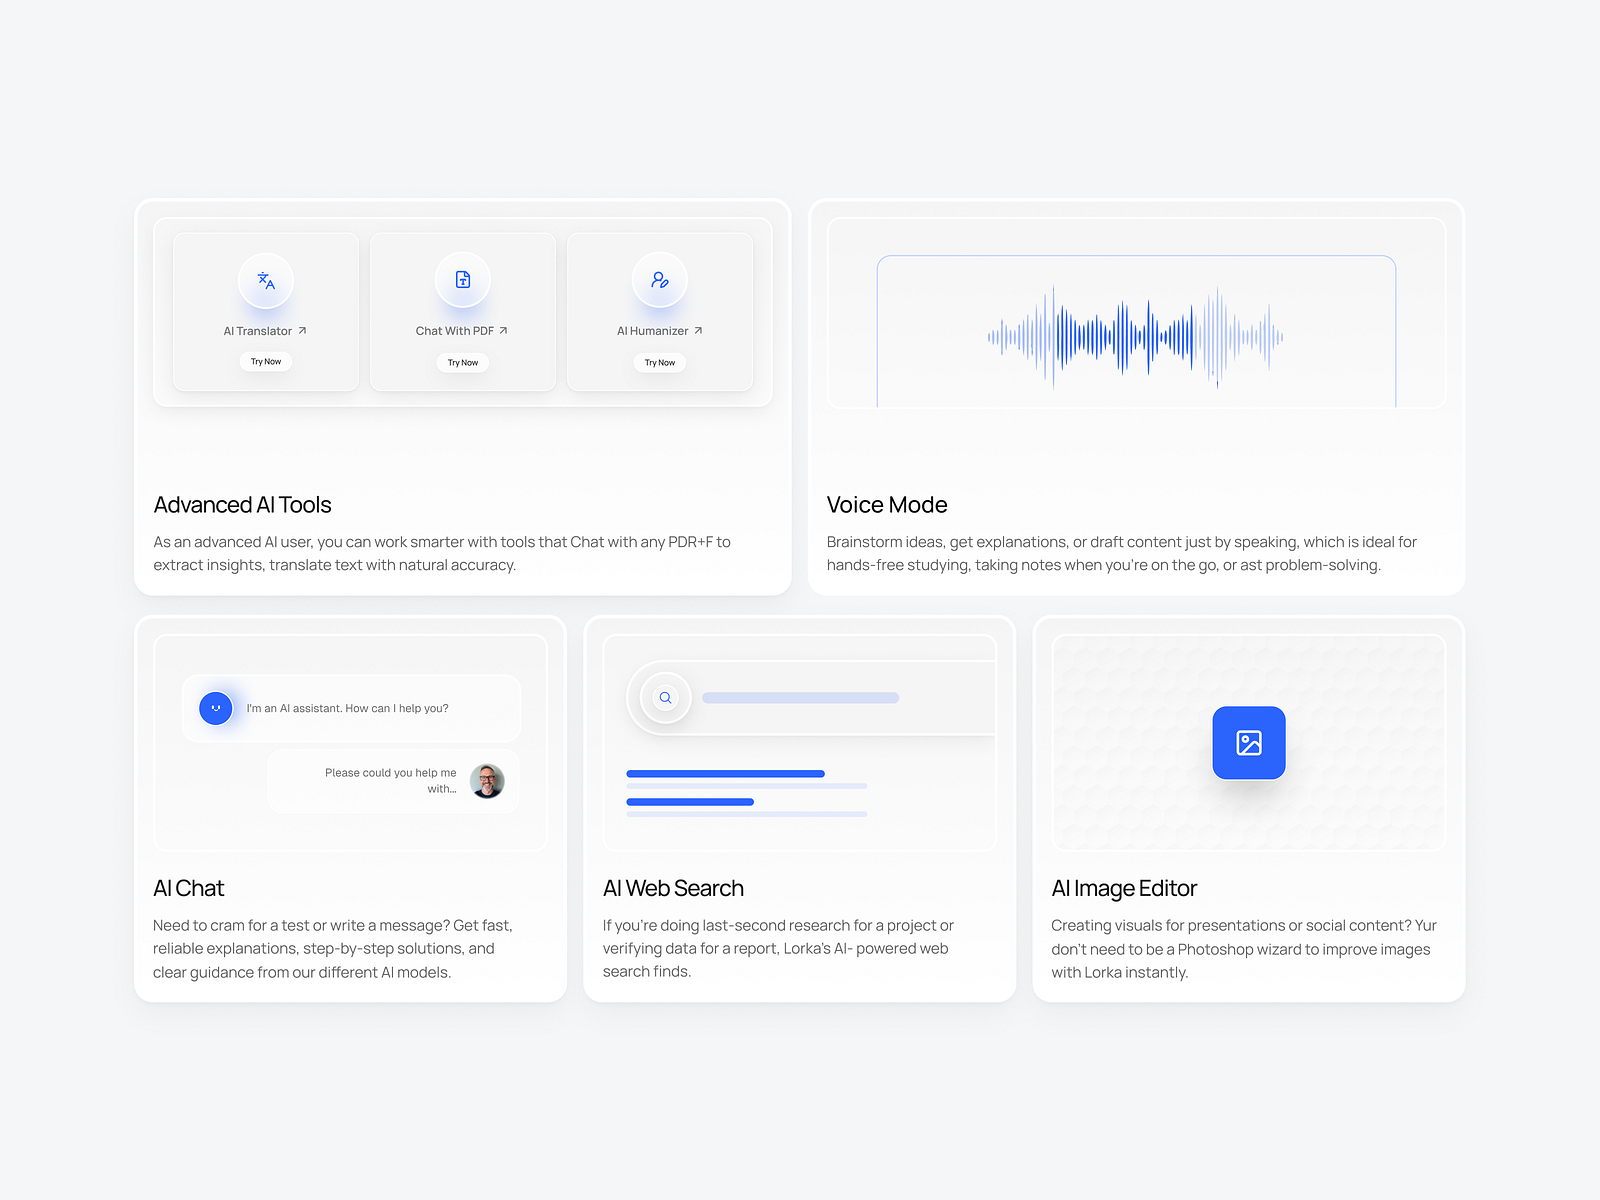 AI Translator
Try Now
Chat With PDF
Try Now
AI Humanizer
Try Now
Advanced AI Tools
As an advanced AI user, you can work smarter with tools that Chat with any PDR+F to
extract insights, translate text with natural accuracy.
Voice Mode
Brainstorm ideas, get explanations, or draft content just by speaking, which is ideal for
hands-free studying, taking notes when you're on the go, or ast problem-solving.
I'm an AI assistant. How can I help you?
Please could you help me
with...
AI Chat
Need to cram for a test or write a message? Get fast,
reliable explanations, step-by-step solutions, and
clear guidance from our different AI models.
AI Web Search
If you're doing last-second research for a project or
verifying data for a report, Lorka's AI- powered web
search finds.
AI Image Editor
Creating visuals for presentations or social content? Yur
don't need to be a Photoshop wizard to improve images
with Lorka instantly.